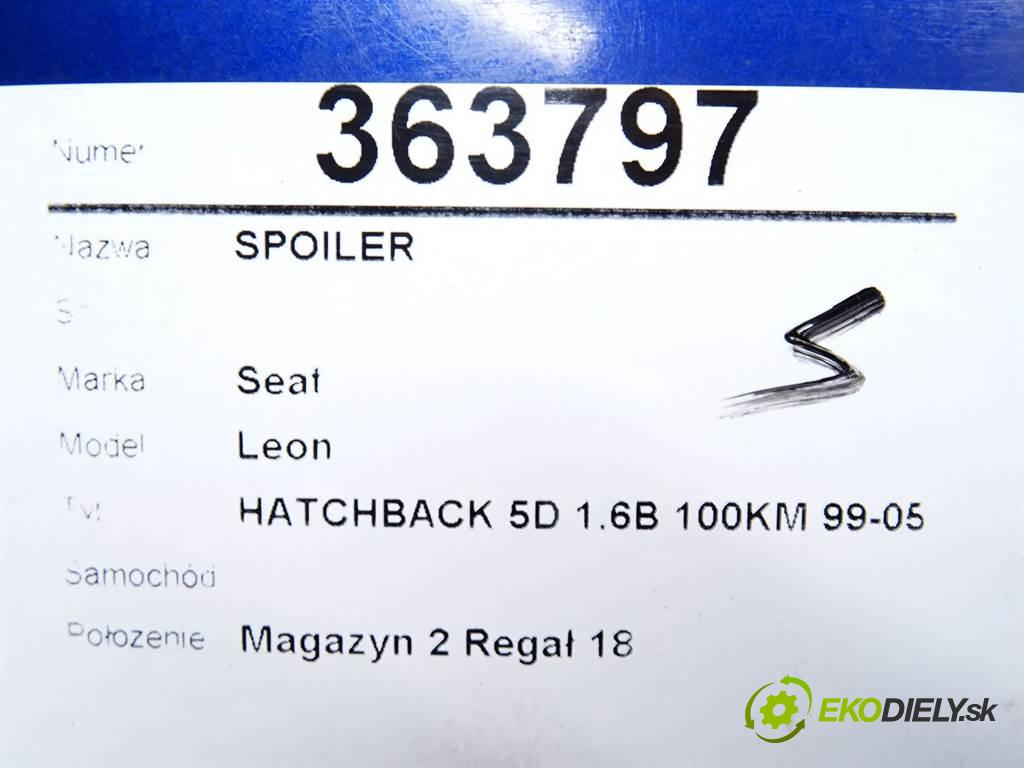 Numer 363797
Nazwa SPOILER
Marka Seat
Model Leon
HATCHBACK 5D 1.6B 100KM 99-05
Samochód
Położenie Magazyn 2 Regał 18
EKODIELY.sk